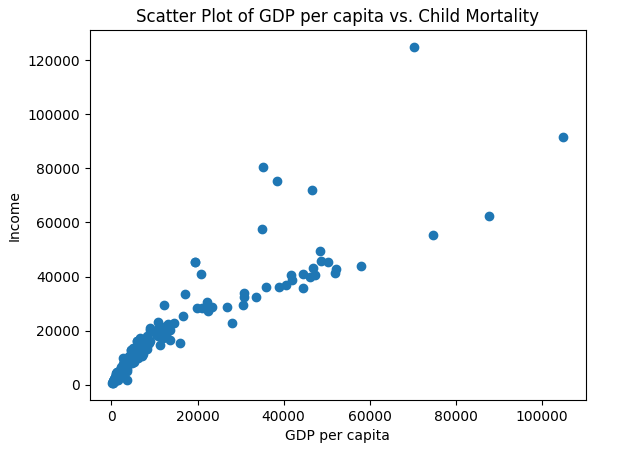 Scatter Plot of GDP per capita vs. Child Mortality
120000
100000
80000
60000
40000
20000
0
Income
0 20000 40000 60000 80000 100000
GDP per capita